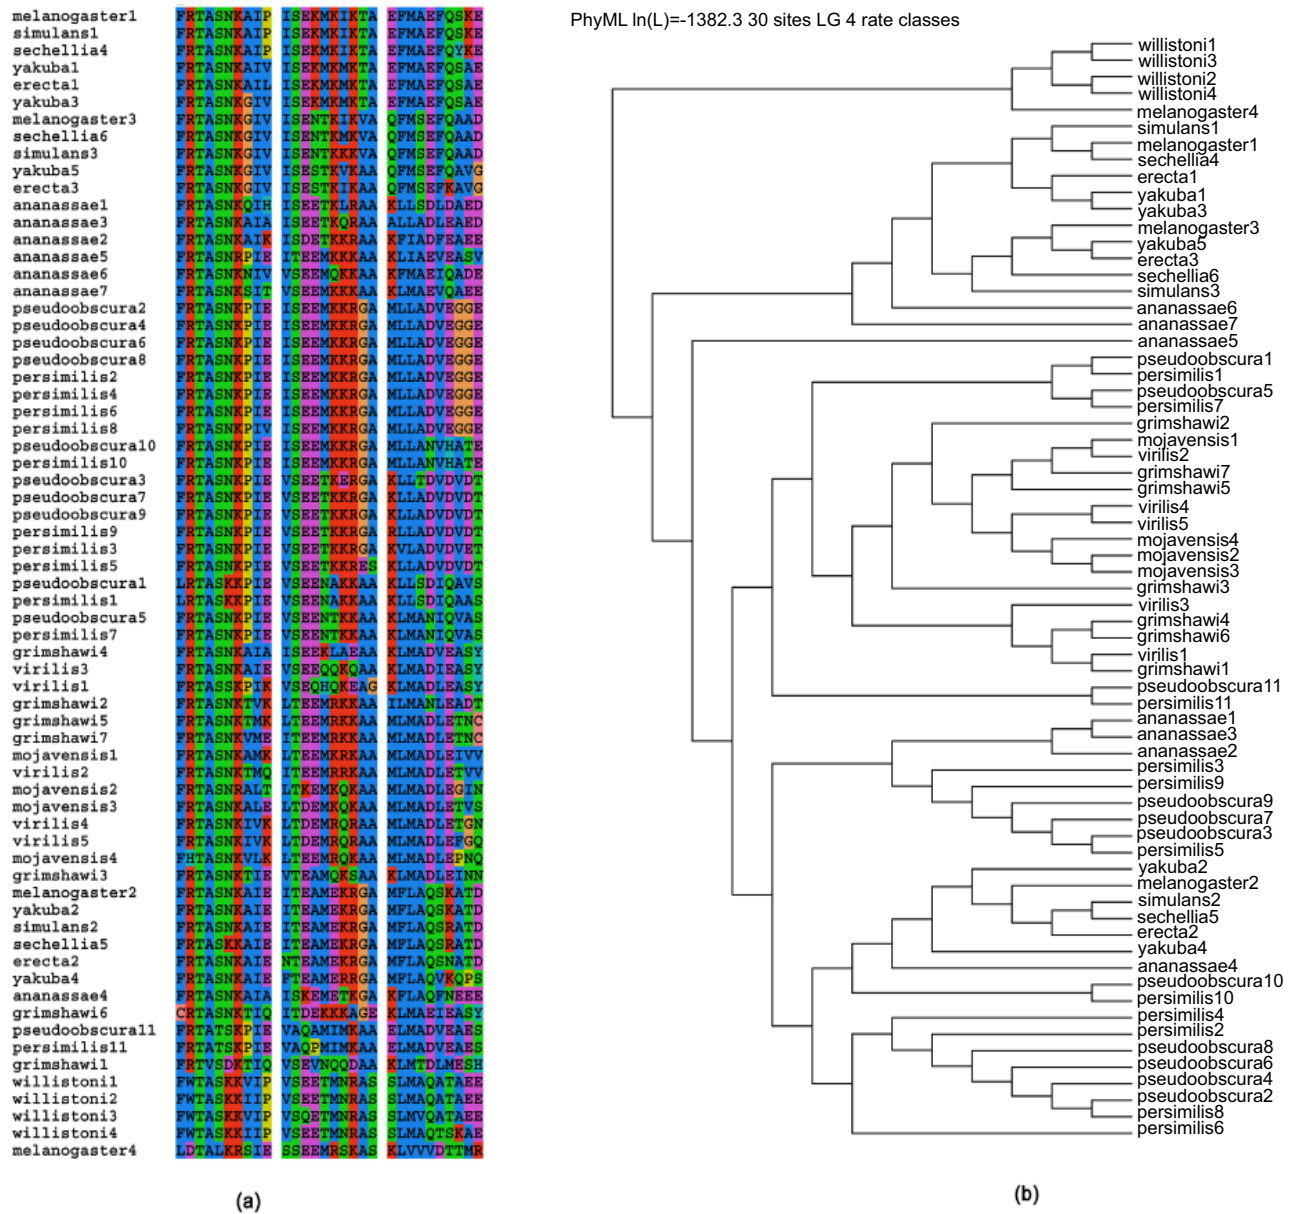 melanogaster1 FRTASNKAIP ISEKMKIKTA EFMAEFQSKE
simulans1 FRTASNKAIP ISEKMKIKTA EFMAEFQSKE
sechellia4 FRTASNKAIP ISEKMKIKTA EFMAEFQYKE
yakuba1 FRTASNKAIV ISEKMKMKTA EFMAEFQSAE
erecta1 FRTASNKAIL ISEKMKMKTA EFMAEFQSAE
yakuba3 FRTASNKGIV ISEKMKMKTA EFMAEFQSAE
melanogaster3 FRTASNKGIV ISENTKIKVA QFMSEFQAAD
sechellia6 FRTASNKGIV ISENTKMKVA QFMSEFQAAD
simulans3 FRTASNKGIV ISENTKKKVA QFMSEFQAAD
yakuba5 FRTASNKGIV ISESTKVKAA QFMSEFQAVG
erecta3 FRTASNKGIV ISESTKIKAA QFMSEFKAVG
ananassae1 FRTASNKQIH ISEETKLRAA KLLSDLDAED
ananassae3 FRTASNKAIA ISEETKQRAA ALLADLEAED
ananassae2 FRTASNKAIK ISDETKKRAA KFIADFEAEE
ananassae5 FRTASNRPIE ITEEMKKKAA KLIAEVEASV
ananassae6 FRTASNKNIV VSEEMQKKAA KFMAEIQADE
ananassae7 FRTASNKSIT VSEEMKKKAA KLMAEVQAEE
pseudoobscura2 FRTASNKPIE ISEEMKKRGA MLLADVEGGE
pseudoobscura4 FRTASNKPIE ISEEMKKRGA MLLADVEGGE
pseudoobscura6 FRTASNKPIE ISEEMKKRGA MLLADVEGGE
pseudoobscura8 FRTASNKPIE ISEEMKKRGA MLLADVEGGE
persimilis2 FRTASNKPIE ISEEMKKRGA MLLADVEGGE
persimilis4 FRTASNKPIE ISEEMKKRGA MLLADVEGGE
persimilis6 FRTASNKPIE ISEEMKKRGA MLLADVEGGE
persimilis8 FRTASNKPIV ISEEMKKRGA MLLADVEGGE
pseudoobscura10 FRTASNKPIE ISEEMKKRGA MLLANVHATE
persimilis10 FRTASNKPIE ISEEMKKRGA MLLANVHATE
pseudoobscura3 FRTASNKPIE VSEETKERGA KLLTDVDVDT
pseudoobscura7 FRTASNKPIE VSEETKKRGA KLLADVDVDT
pseudoobscura9 FRTASNKPIE VSEETKKRGA KLLADVDVDT
persimilis9 FRTASNKPIE VSEETKKRGA RLLADVDVDT
persimilis3 FRTASNKPIE VSEETKKRGA KVLADVDVET
persimilis5 FRTASNKPIE VSEETKKRES KLLADVDVDT
pseudoobscura1 LRTASKKPIE VSEENAKKAA KLLSDIQAVS
persimilis1 LRTASKKPIE VSEENAKKAA KLLSDIQAAS
pseudoobscura5 FRTASNKPIE VSEENTKKAA KLMANIQVAS
persimilis7 FRTASNKPIE VSEENTKKAA KLMANIQVAS
grimshawi4 FRTASNKAIA ISEEKLAEAA KLMADVEASY
virilis3 FRTASNKAIE VSEEQQKQAA KLMADIEASY
virilis1 FRTASSKPIK VSEQHQKEAG KLMADLEASY
grimshawi2 FRTASNKTVK LTEEMRKKAA ILMANLEADT
grimshawi5 FRTASNKTMK LTEEMRKKAA MLMADLETNC
grimshawi7 FRTASNKVME ITEEMRKKAA MLMADLETNC
mojavensis1 FRTASNKAMK LTEEMKRKAA MLMADLEIVV
virilis2 FRTASNKTMQ ITEEMRRKAA MLMADLETVV
mojavensis2 FRTASNRALT LTKEMKQKAA MLMADLEGIN
mojavensis3 FRTASNKALE LTDEMKQKAA MLMADLETVS
virilis4 FRTASNKIVK LTDEMRQRAA MLMADLETGN
virilis5 FRTASNKIVK LTDEMRQRAA MLMADLEFGQ
mojavensis4 FHTASNKVLK LTEEMRQKAA MLMADLEPNQ
grimshawi3 FRTASNKTIE VTEAMQKSAA KLMADLEINN
melanogaster2 FRTASNKAIE ITEAMEKRGA MFLAQSKATD
yakuba2 FRTASNKAIE ITEAMEKRGA MFLAQSKATD
simulans2 FRTASNKAIE ITEAMEKRGA MFLAQSRATD
sechellia5 FRTASKKAIE ITEAMEKRGA MFLAQSRATD
erecta2 FRTASNKAIE NTEAMEKRGA MFLAQSNATD
yakuba4 FRTASNKAIE FTEAMERRGA MFLAQVKQPS
ananassae4 FRTASNKAIA ISKEMETKGA KFLAQFNEEE
grimshawi6 CRTASNKTIQ ITDEKKKAGE KLMAEIEASY
pseudoobscura11 FRTATSKPIE VAQAMIMKAA ELMADVEAES
persimilis11 FRTATSKPIE VAQPMIMKAA ELMADVEAES
grimshawi1 FRTVSDKTIQ VSEVNQQDAA KLMTDLMESH
willistoni1 FWTASKKVIP VSEETMNRAS SLMAQATAEE
willistoni2 FWTASKKIIP VSEETMNRAS SLMAQATAEE
willistoni3 FWTASKKVIP VSQETMNRAS SLMVQATAEE
willistoni4 FWTASKKIIP VSEETMNRAS SLMAQTSKAE
melanogaster4 LDTALKRSIE SSEEMRSKAS KLVVVDTTMR
(a)
PhyML ln(L)=-1382.3 30 sites LG 4 rate classes
willistoni1
willistoni3
willistoni2
willistoni4
melanogaster4
simulans1
melanogaster1
sechellia4
erecta1
yakuba1
yakuba3
melanogaster3
yakuba5
erecta3
sechellia6
simulans3
ananassae6
ananassae7
ananassae5
pseudoobscura1
persimilis1
pseudoobscura5
persimilis7
grimshawi2
mojavensis1
virilis2
grimshawi7
grimshawi5
virilis4
virilis5
mojavensis4
mojavensis2
mojavensis3
grimshawi3
virilis3
grimshawi4
grimshawi6
virilis1
grimshawi1
pseudoobscura11
persimilis11
ananassae1
ananassae3
ananassae2
persimilis3
persimilis9
pseudoobscura9
pseudoobscura7
pseudoobscura3
persimilis5
yakuba2
melanogaster2
simulans2
sechellia5
erecta2
yakuba4
ananassae4
pseudoobscura10
persimilis10
persimilis4
persimilis2
pseudoobscura8
pseudoobscura6
pseudoobscura4
pseudoobscura2
persimilis8
persimilis6
(b)